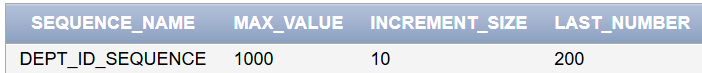 SEQUENCE_NAME MAX_VALUE INCREMENT_SIZE LAST_NUMBER
DEPT_ID_SEQUENCE 1000 10 200